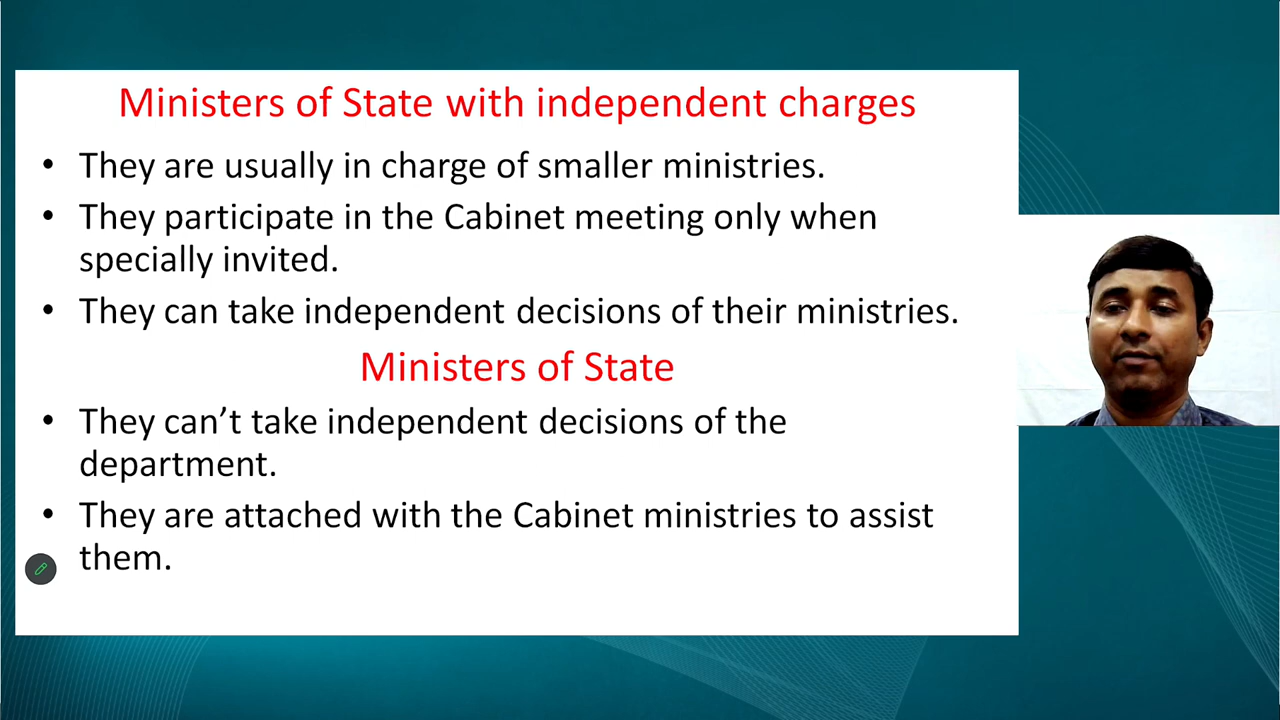 Ministers of State with independent charges
• They are usually in charge of smaller ministries.
• They participate in the Cabinet meeting only when
specially invited.
• They can take independent decisions of their ministries.
Ministers of State
• They can’t take independent decisions of the
department.
• They are attached with the Cabinet ministries to assist
them.